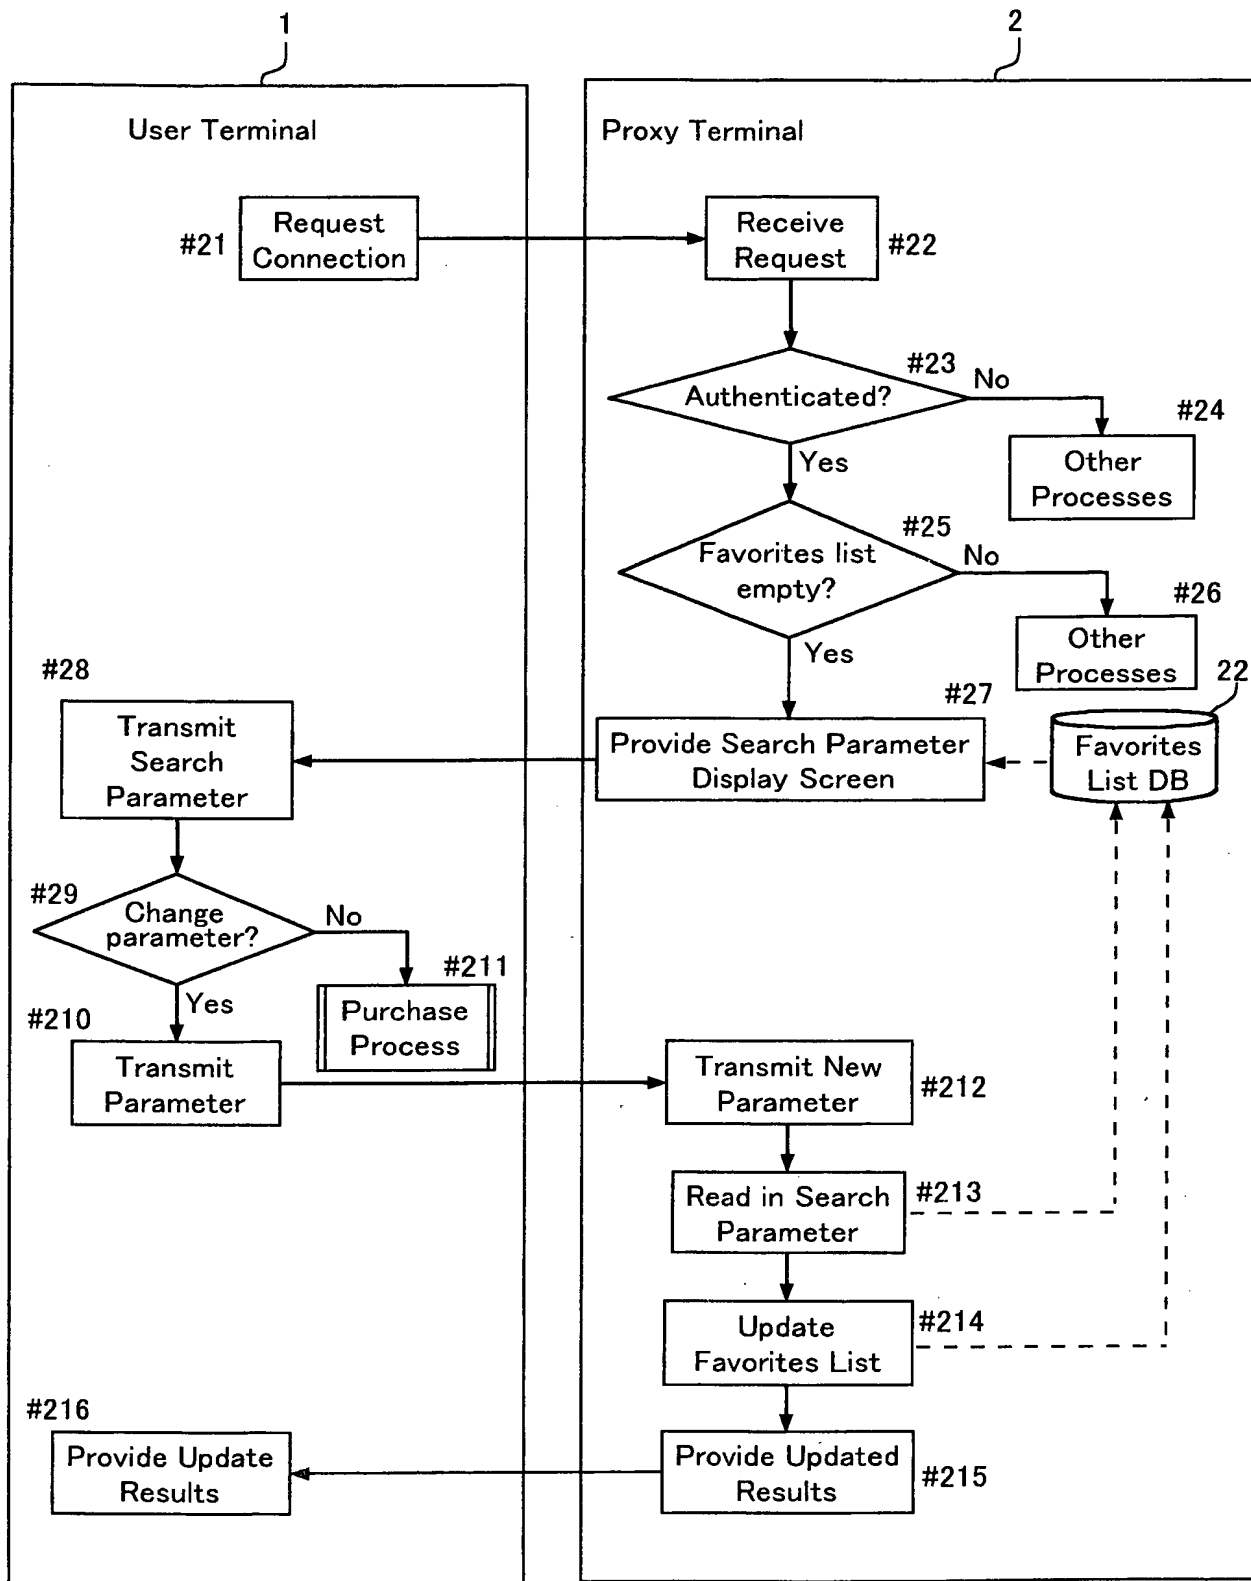 1
2
User Terminal
Proxy Terminal
Request
Connection
#21
Receive
Request
#22
#23
Authenticated?
No
#24
Other
Processes
Yes
#25
Favorites list
empty?
No
#26
Other
Processes
Yes
#28
Transmit
Search
Parameter
#27
Provide Search Parameter
Display Screen
22
Favorites
List DB
#29
Change
parameter?
No
#211
Purchase
Process
Yes
#210
Transmit
Parameter
Transmit New
Parameter
#212
Read in Search
Parameter
#213
Update
Favorites List
#214
#216
Provide Update
Results
Provide Updated
Results
#215